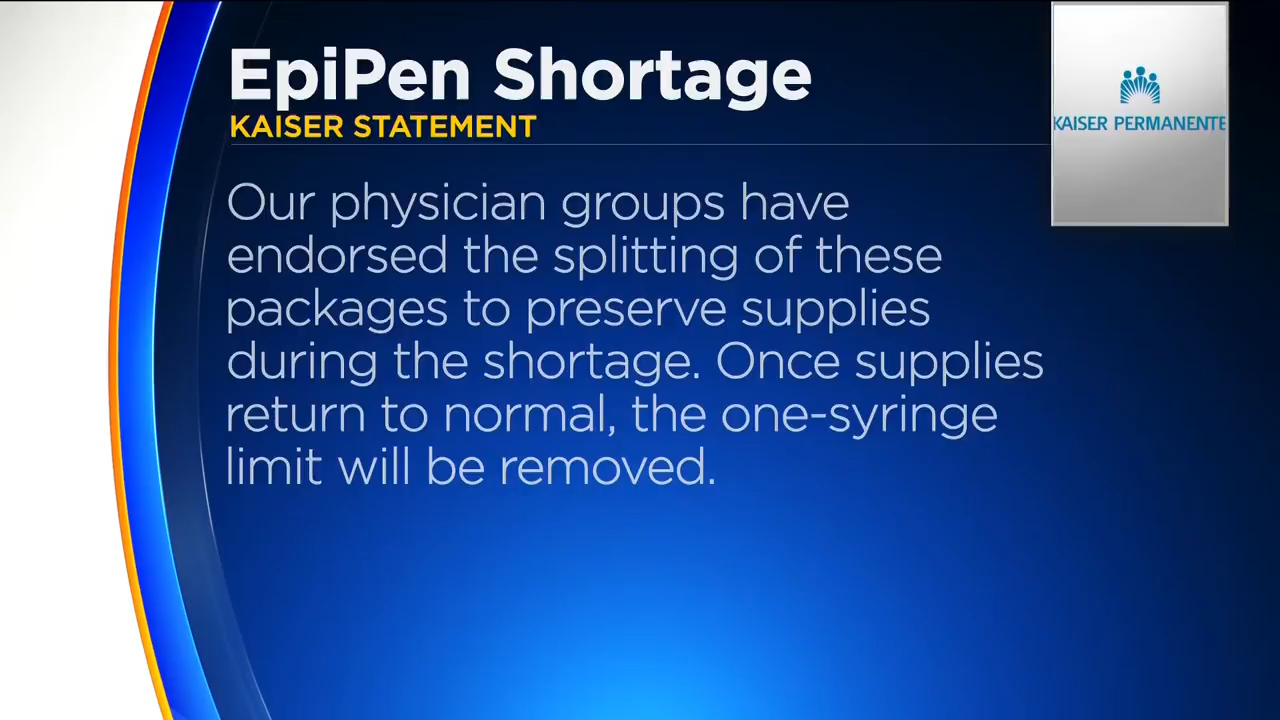 EpiPen Shortage
KAISER STATEMENT
KAISER PERMANENTE
Our physician groups have
endorsed the splitting of these
packages to preserve supplies
during the shortage. Once supplies
return to normal, the one-syringe
limit will be removed.